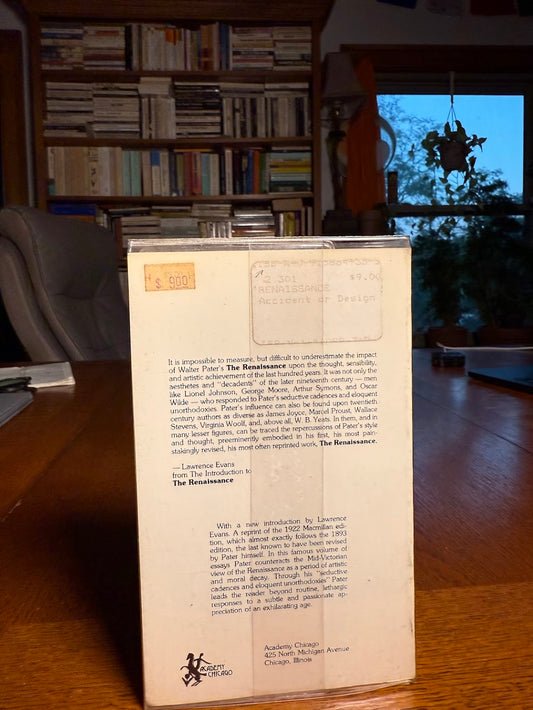 $ 900
2 301 $9.00
RENAISSANCE
Accident or Design
It is impossible to measure, but difficult to underestimate the impact
of Walter Pater's The Renaissance upon the thought, sensibility,
and artistic achievement of the last hundred years. It was not only the
aesthetes and "decadents" of the later nineteenth century — men
like Lionel Johnson, George Moore, Arthur Symons, and Oscar
Wilde — who responded to Pater's seductive cadences and eloquent
unorthodoxies. Pater's influence can also be found upon twentieth
century authors as diverse as James Joyce, Marcel Proust, Wallace
Stevens, Virginia Woolf, and, above all, W. B. Yeats. In them, and in
many lesser figures, can be traced the repercussions of Pater's style
and thought, preeminently embodied in his first, his most pain-
stakingly revised, his most often reprinted work, The Renaissance.
— Lawrence Evans
from The Introduction to
The Renaissance
With a new introduction by Lawrence
Evans. A reprint of the 1922 Macmillan edi-
tion, which almost exactly follows the 1893
edition, the last known to have been revised
by Pater himself. In this famous volume of
essays Pater counteracts the Mid-Victorian
view of the Renaissance as a period of artistic
and moral decay. Through his "seductive
cadences and eloquent unorthodoxies" Pater
leads the reader beyond routine, lethargic
responses to a subtle and passionate ap-
preciation of an exhilarating age.
Academy Chicago
425 North Michigan Avenue
Chicago, Illinois
ACADEMY
CHICAGO